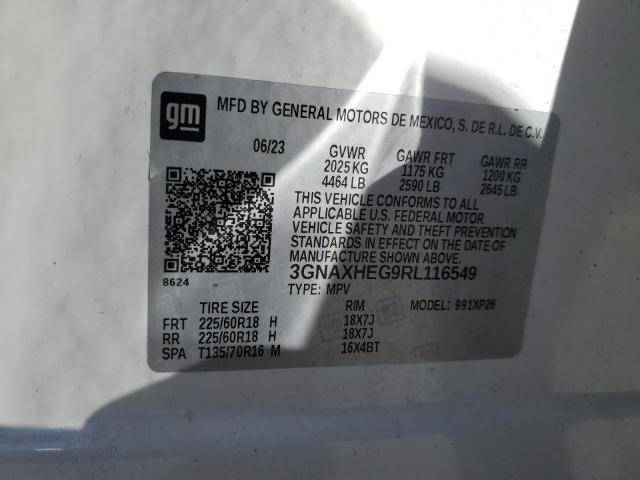 gm
MFD BY GENERAL MOTORS DE MEXICO, S. DE R.L. DE C.V.
06/23 GVWR GAWR FRT GAWR RR
2025 KG 1175 KG 1200 KG
4464 LB 2590 LB 2645 LB
THIS VEHICLE CONFORMS TO ALL
APPLICABLE U.S. FEDERAL MOTOR
VEHICLE SAFETY AND THEFT PREVENTION
STANDARDS IN EFFECT ON THE DATE OF
MANUFACTURE SHOWN ABOVE.
3GNAXHEG9RL116549
8624
TYPE: MPV
TIRE SIZE RIM MODEL: 991XP26
FRT 225/60R18 H 18X7J
RR 225/60R18 H 18X7J
SPA T135/70R16 M 16X4BT